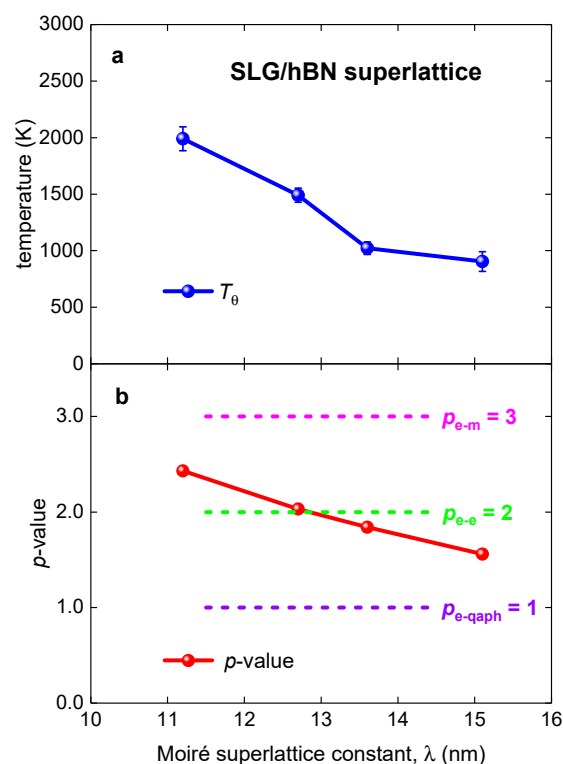 3000
a
SLG/hBN superlattice
2500
2000
1500
1000
500
0
temperature (K)
Tθ
b
3.0
2.0
1.0
0.0
p-value
pe-m = 3
pe-e = 2
pe-qaph = 1
p-value
10 11 12 13 14 15 16
Moiré superlattice constant, λ (nm)